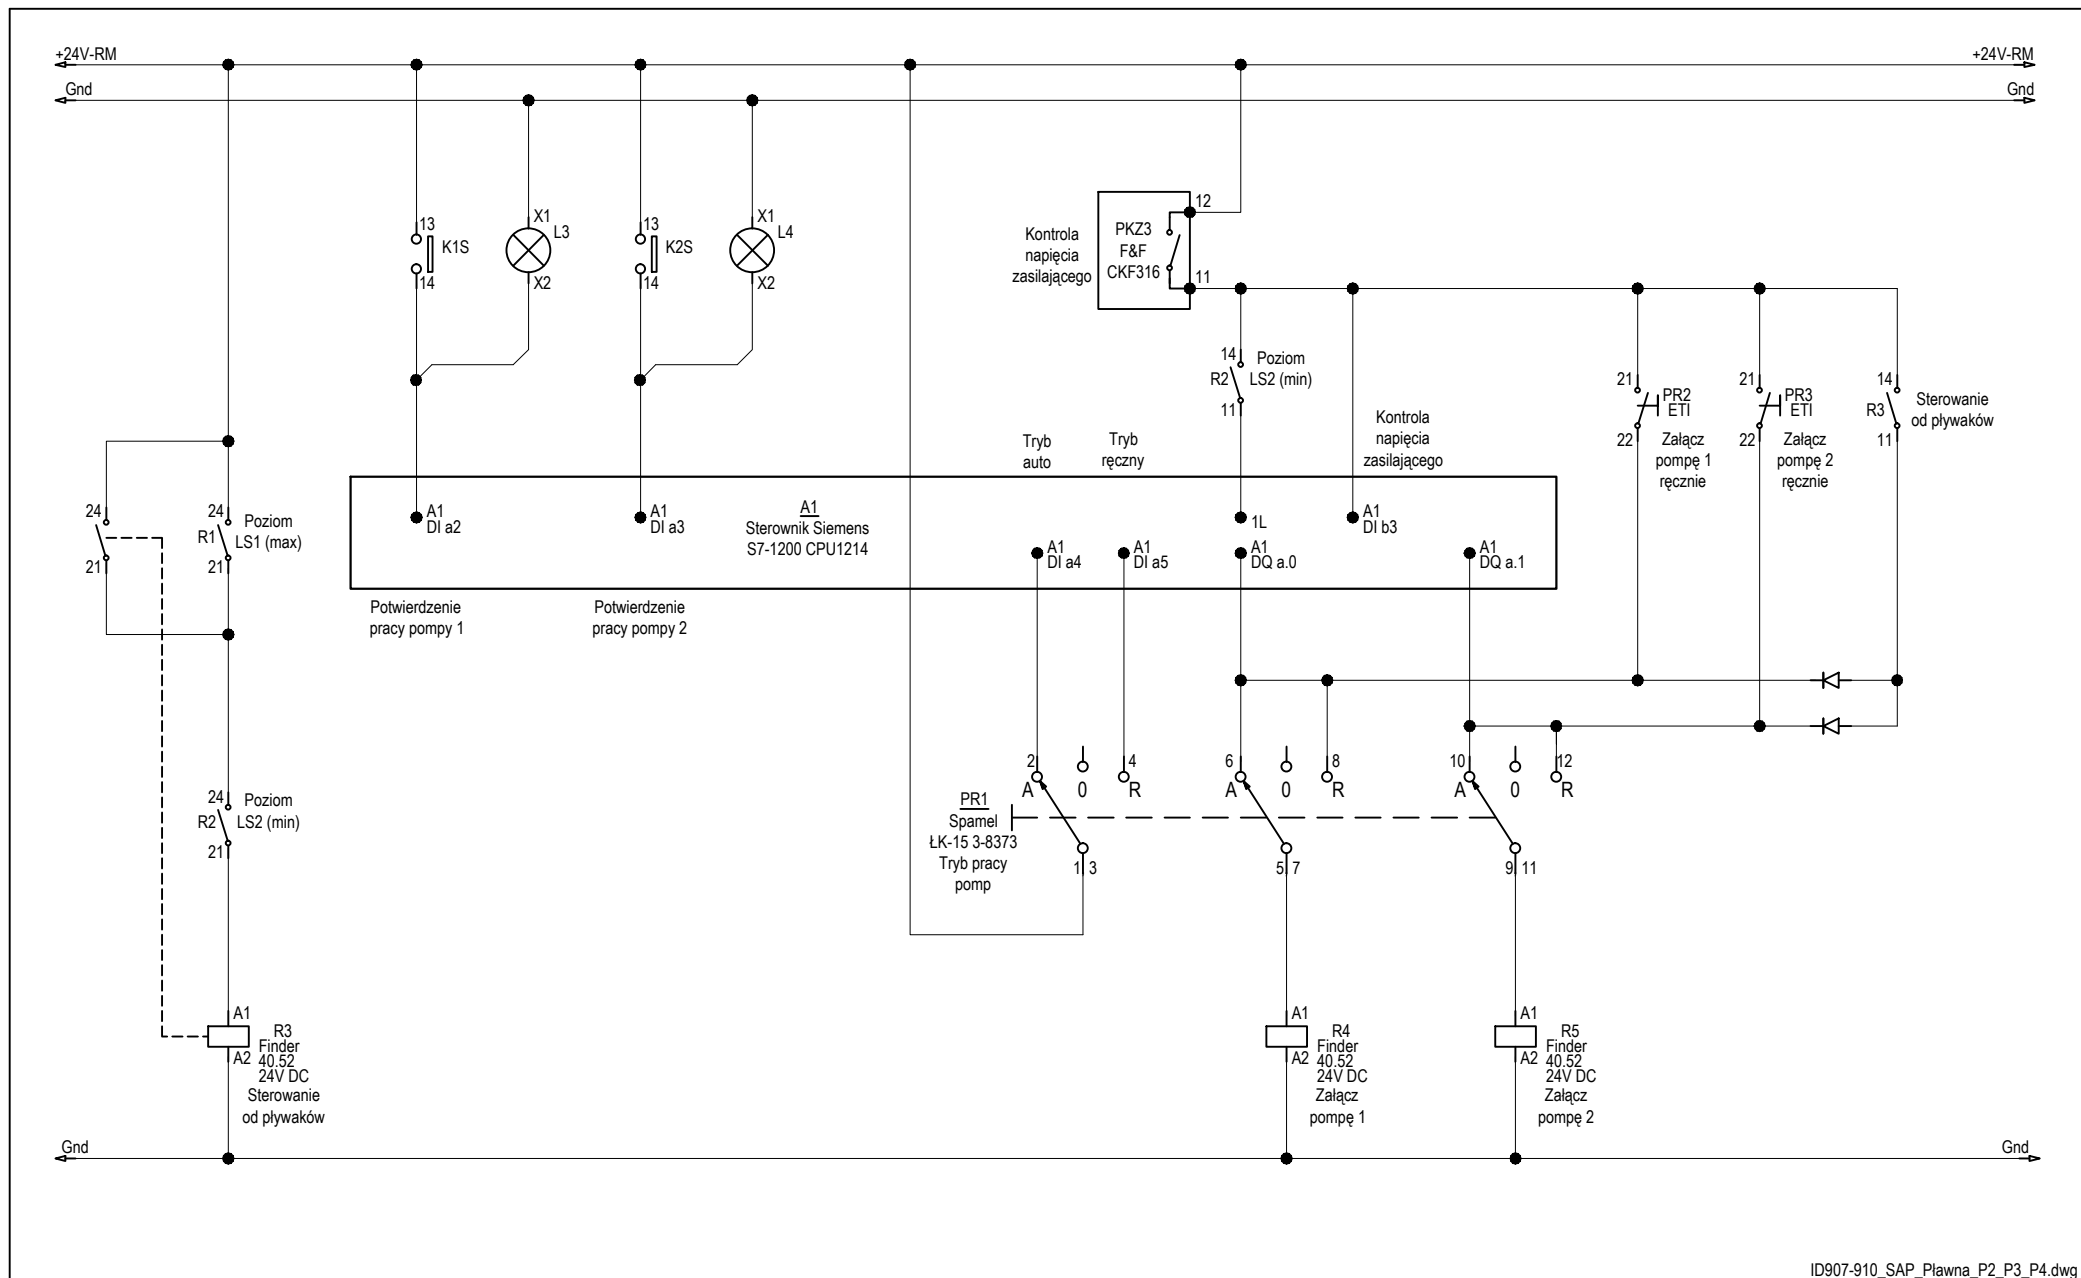 +24V-RM
+24V-RM
Gnd
Gnd
13
K1S
14
X1
L3
X2
13
K2S
14
X1
L4
X2
Kontrola
napięcia
zasilającego
PKZ3
F&F
CKF316
12
11
14
R2
11
Poziom
LS2 (min)
21
PR2
ETI
22
Załącz
pompę 1
ręcznie
21
PR3
ETI
22
Załącz
pompę 2
ręcznie
14
R3
11
Sterowanie
od pływaków
Tryb
auto
Tryb
ręczny
Kontrola
napięcia
zasilającego
24
21
24
R1
21
Poziom
LS1 (max)
A1
DI a2
A1
DI a3
A1
Sterownik Siemens
S7-1200 CPU1214
A1
DI a4
A1
DI a5
1L
A1
DQ a.0
A1
DI b3
A1
DQ a.1
Potwierdzenie
pracy pompy 1
Potwierdzenie
pracy pompy 2
24
R2
21
Poziom
LS2 (min)
PR1
Spamel
ŁK-15 3-8373
Tryb pracy
pomp
2
A
0
4
R
1 3
6
A
0
8
R
5 7
10
A
0
12
R
9 11
A1
A2
R3
Finder
40.52
24V DC
Sterowanie
od pływaków
A1
A2
R4
Finder
40.52
24V DC
Załącz
pompę 1
A1
A2
R5
Finder
40.52
24V DC
Załącz
pompę 2
Gnd
Gnd
ID907-910_SAP_Pławna_P2_P3_P4.dwg